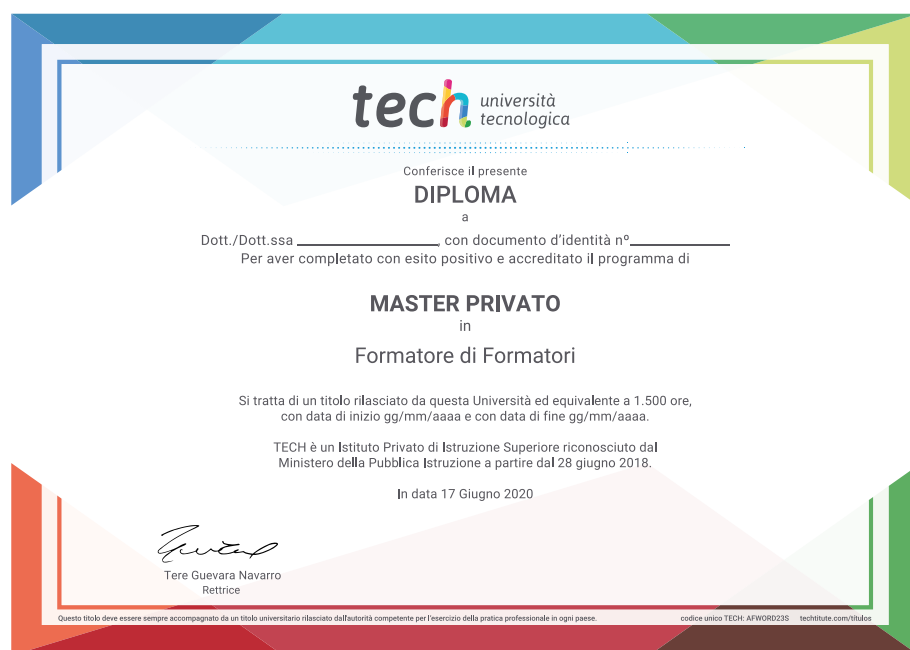 tech università
tecnologica
Conferisce il presente
DIPLOMA
a
Dott./Dott.ssa ________________, con documento d'identità nº____________
Per aver completato con esito positivo e accreditato il programma di
MASTER PRIVATO
in
Formatore di Formatori
Si tratta di un titolo rilasciato da questa Università ed equivalente a 1.500 ore,
con data di inizio gg/mm/aaaa e con data di fine gg/mm/aaaa.
TECH è un Istituto Privato di Istruzione Superiore riconosciuto dal
Ministero della Pubblica Istruzione a partire dal 28 giugno 2018.
In data 17 Giugno 2020
Tere Guevara Navarro
Rettrice
Questo titolo deve essere sempre accompagnato da un titolo universitario rilasciato dall'autorità competente per l'esercizio della pratica professionale in ogni paese. codice unico TECH: AFWORD23S techtitute.com/titulos